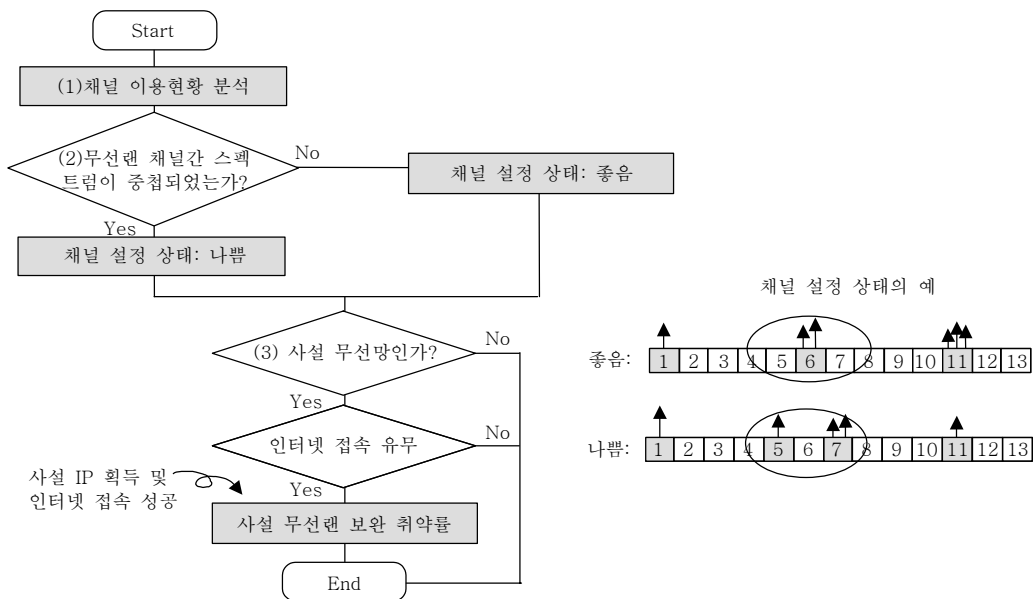 Start
(1)채널 이용현황 분석
(2)무선랜 채널간 스펙
트럼이 중첩되었는가?
No
채널 설정 상태: 좋음
Yes
채널 설정 상태: 나쁨
(3) 사설 무선망인가?
No
Yes
인터넷 접속 유무
No
사설 IP 획득 및
인터넷 접속 성공
Yes
사설 무선랜 보완 취약률
End
채널 설정 상태의 예
좋음: 1 2 3 4 5 6 7 8 9 10 11 12 13
나쁨: 1 2 3 4 5 6 7 8 9 10 11 12 13